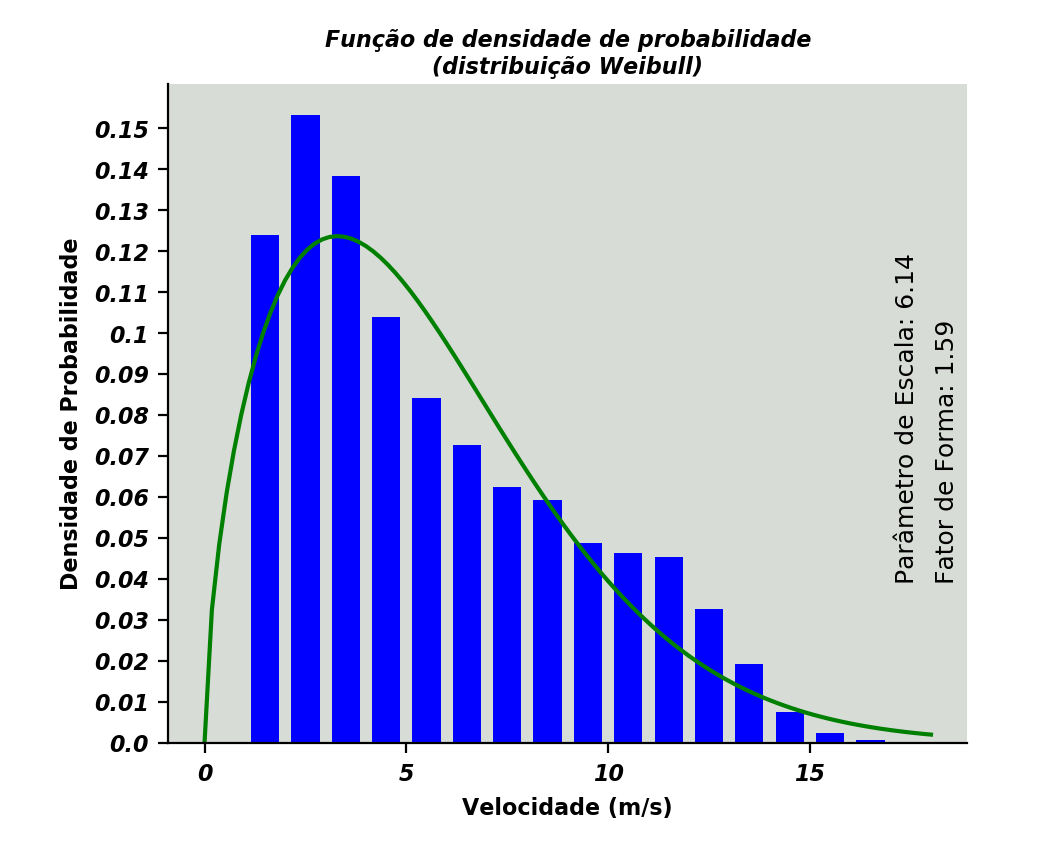 Função de densidade de probabilidade
(distribuição Weibull)
Densidade de Probabilidade
0.15
0.14
0.13
0.12
0.11
0.1
0.09
0.08
0.07
0.06
0.05
0.04
0.03
0.02
0.01
0.0
Parâmetro de Escala: 6.14
Fator de Forma: 1.59
0 5 10 15
Velocidade (m/s)